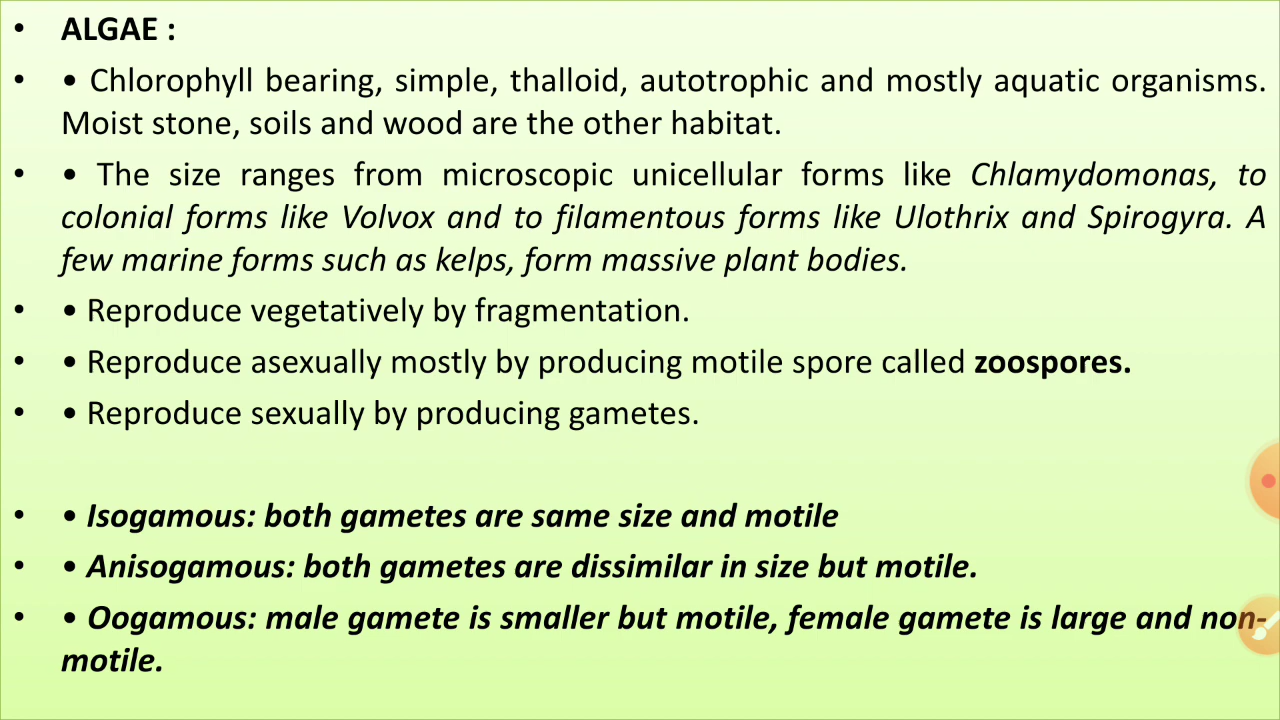 • ALGAE :
• • Chlorophyll bearing, simple, thalloid, autotrophic and mostly aquatic organisms.
Moist stone, soils and wood are the other habitat.
• • The size ranges from microscopic unicellular forms like Chlamydomonas, to
colonial forms like Volvox and to filamentous forms like Ulothrix and Spirogyra. A
few marine forms such as kelps, form massive plant bodies.
• • Reproduce vegetatively by fragmentation.
• • Reproduce asexually mostly by producing motile spore called zoospores.
• • Reproduce sexually by producing gametes.
• • Isogamous: both gametes are same size and motile
• • Anisogamous: both gametes are dissimilar in size but motile.
• • Oogamous: male gamete is smaller but motile, female gamete is large and non-
motile.